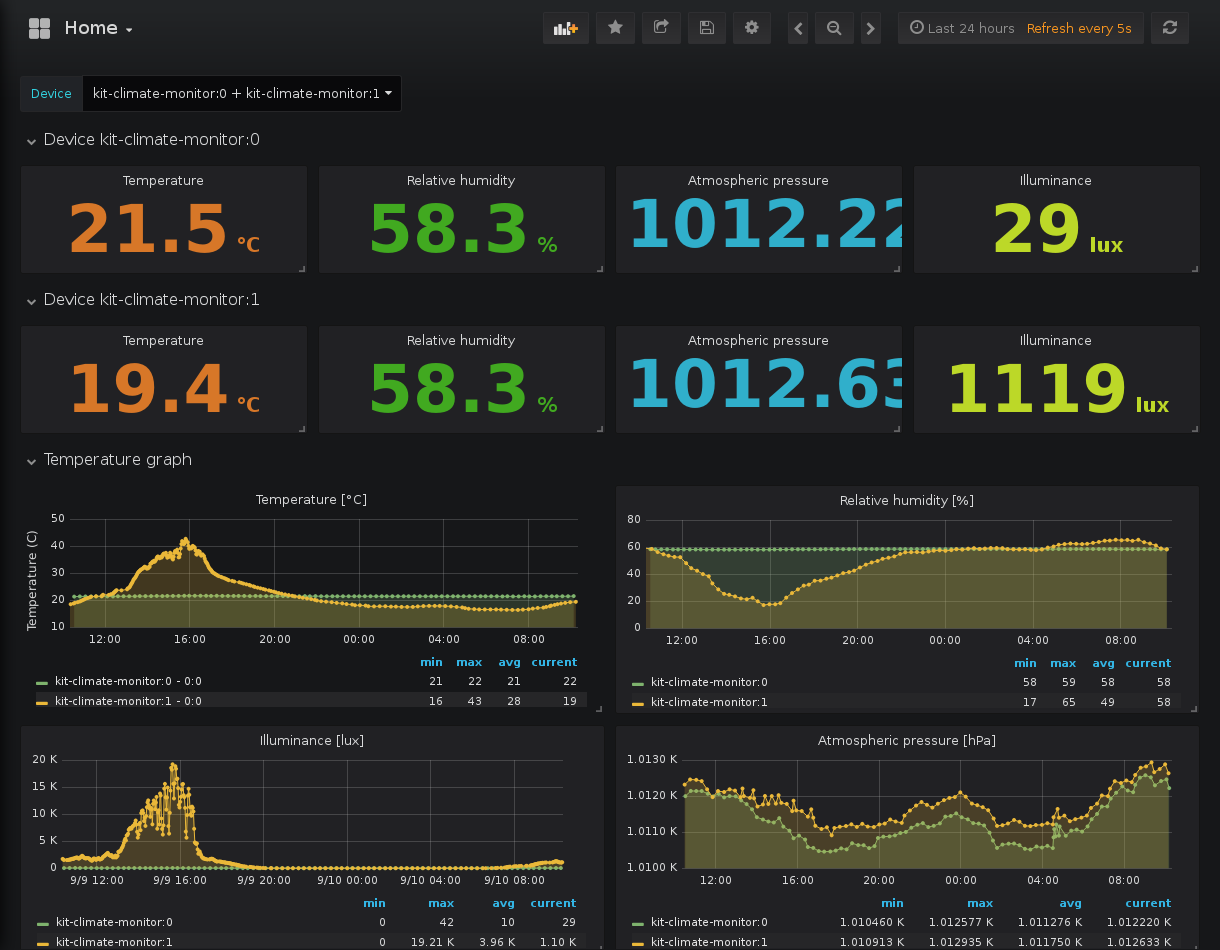 Home
Last 24 hours Refresh every 5s
Device kit-climate-monitor:0 + kit-climate-monitor:1
Device kit-climate-monitor:0
Temperature Relative humidity Atmospheric pressure Illuminance
21.5 °C 58.3 % 1012.22 29 lux
Device kit-climate-monitor:1
Temperature Relative humidity Atmospheric pressure Illuminance
19.4 °C 58.3 % 1012.63 1119 lux
Temperature graph
Temperature [°C]
Temperature (C)
50
40
30
20
10
12:00 16:00 20:00 00:00 04:00 08:00
min max avg current
kit-climate-monitor:0 - 0:0 21 22 21 22
kit-climate-monitor:1 - 0:0 16 43 28 19
Relative humidity [%]
80
60
40
20
0
12:00 16:00 20:00 00:00 04:00 08:00
min max avg current
kit-climate-monitor:0 58 59 58 58
kit-climate-monitor:1 17 65 49 58
Illuminance [lux]
20 K
15 K
10 K
5 K
0
9/9 12:00 9/9 16:00 9/9 20:00 9/10 00:00 9/10 04:00 9/10 08:00
min max avg current
kit-climate-monitor:0 0 42 10 29
kit-climate-monitor:1 0 19.21 K 3.96 K 1.10 K
Atmospheric pressure [hPa]
1.0130 K
1.0120 K
1.0110 K
1.0100 K
12:00 16:00 20:00 00:00 04:00 08:00
min max avg current
kit-climate-monitor:0 1.010460 K 1.012577 K 1.011276 K 1.012220 K
kit-climate-monitor:1 1.010913 K 1.012935 K 1.011750 K 1.012633 K